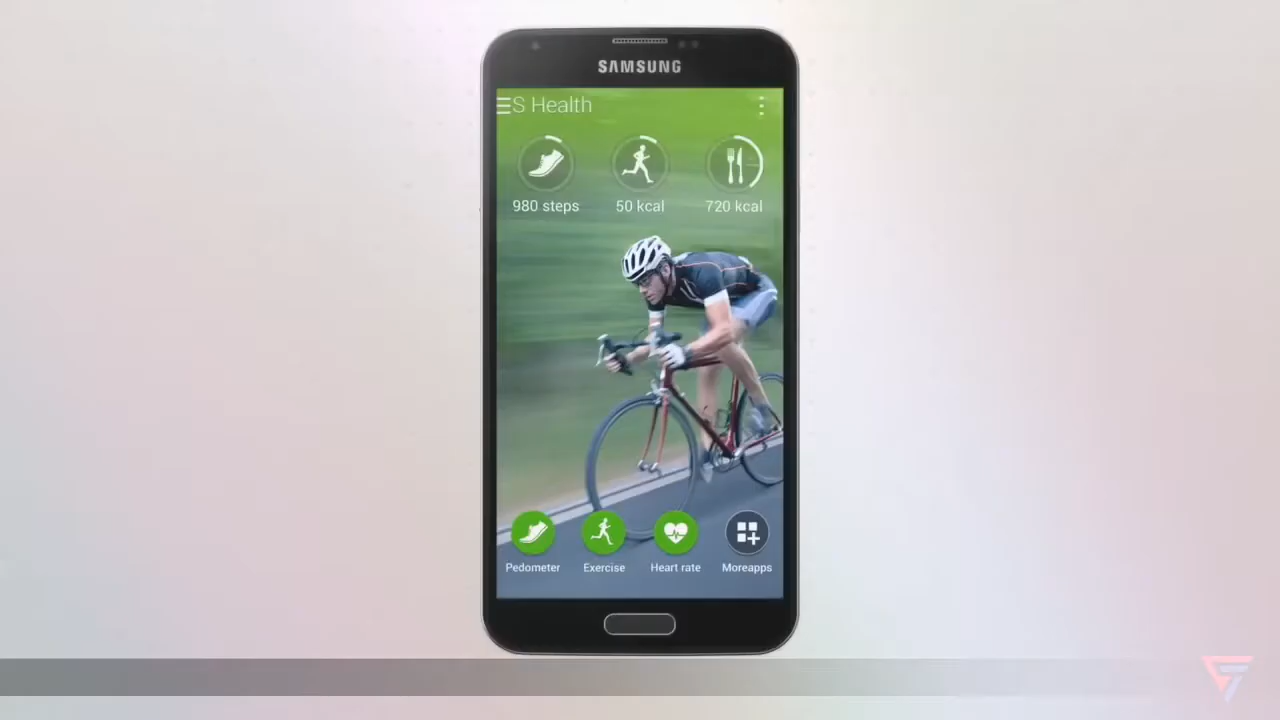 SAMSUNG
S Health
980 steps
50 kcal
720 kcal
Pedometer
Exercise
Heart rate
Moreapps